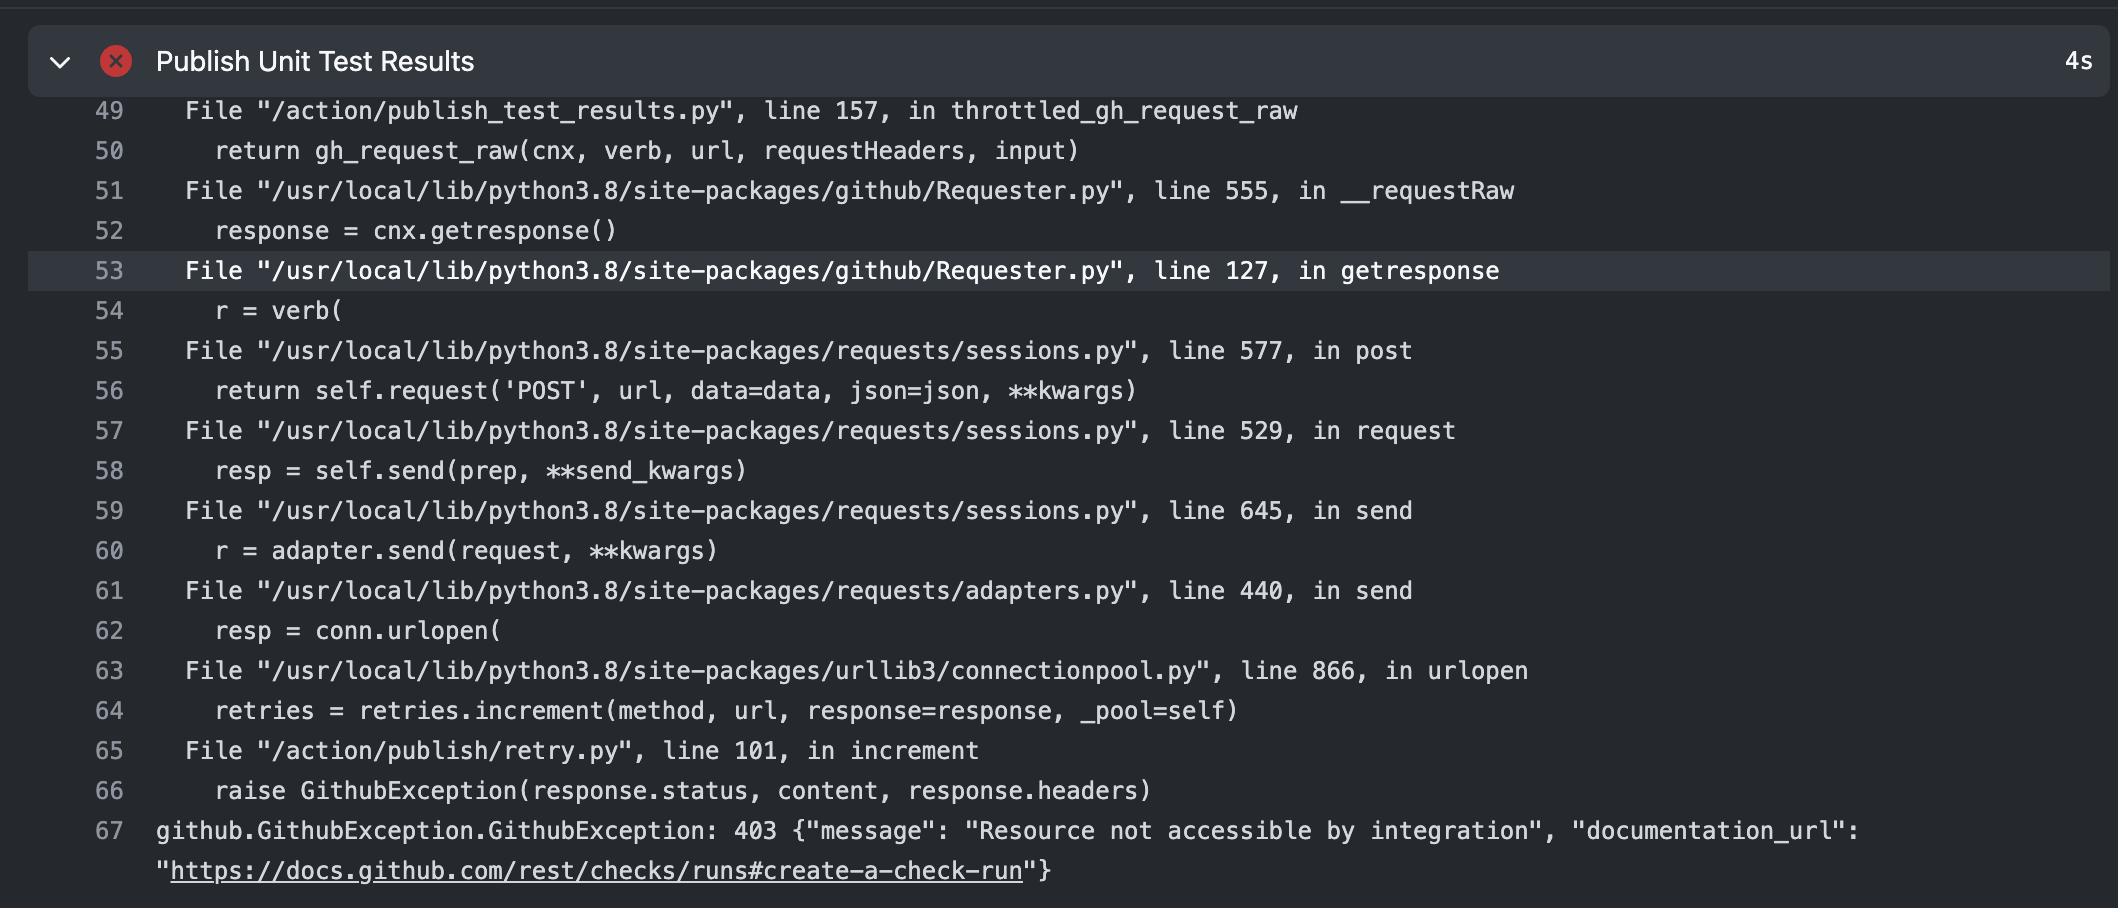 Publish Unit Test Results 4s
49 File "/action/publish_test_results.py", line 157, in throttled_gh_request_raw
50 return gh_request_raw(cnx, verb, url, requestHeaders, input)
51 File "/usr/local/lib/python3.8/site-packages/github/Requester.py", line 555, in __requestRaw
52 response = cnx.getresponse()
53 File "/usr/local/lib/python3.8/site-packages/github/Requester.py", line 127, in getresponse
54 r = verb(
55 File "/usr/local/lib/python3.8/site-packages/requests/sessions.py", line 577, in post
56 return self.request('POST', url, data=data, json=json, **kwargs)
57 File "/usr/local/lib/python3.8/site-packages/requests/sessions.py", line 529, in request
58 resp = self.send(prep, **send_kwargs)
59 File "/usr/local/lib/python3.8/site-packages/requests/sessions.py", line 645, in send
60 r = adapter.send(request, **kwargs)
61 File "/usr/local/lib/python3.8/site-packages/requests/adapters.py", line 440, in send
62 resp = conn.urlopen(
63 File "/usr/local/lib/python3.8/site-packages/urllib3/connectionpool.py", line 866, in urlopen
64 retries = retries.increment(method, url, response=response, _pool=self)
65 File "/action/publish/retry.py", line 101, in increment
66 raise GithubException(response.status, content, response.headers)
67 github.GithubException.GithubException: 403 {"message": "Resource not accessible by integration", "documentation_url":
"https://docs.github.com/rest/checks/runs#create-a-check-run"}